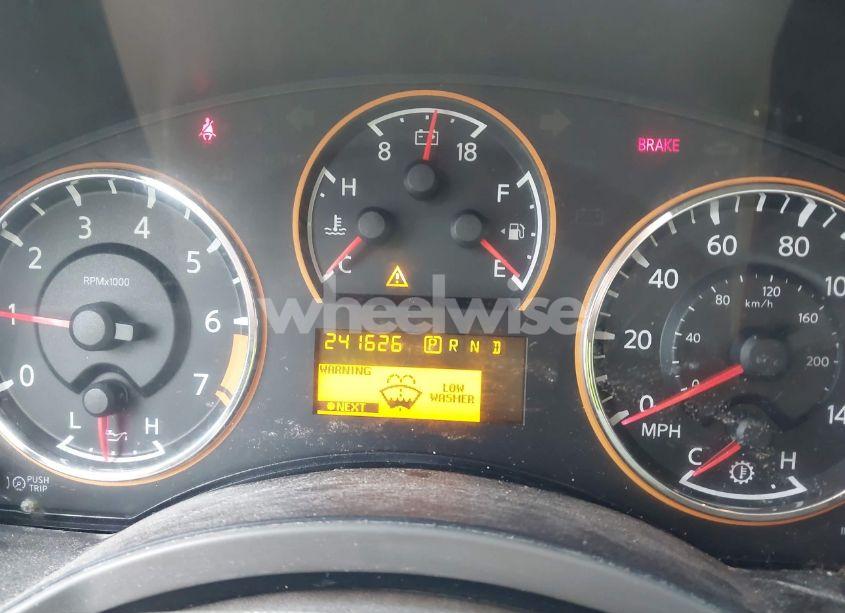 BRAKE
8 18
H F
C E
1 2 3 4 5 6 7 0
RPMx1000
L H
PUSH
TRIP
241626 P R N D
WARNING
LOW
WASHER
NEXT
0 20 40 60 80
0 40 80 120 160 200
km/h
MPH
C H
wheelwise